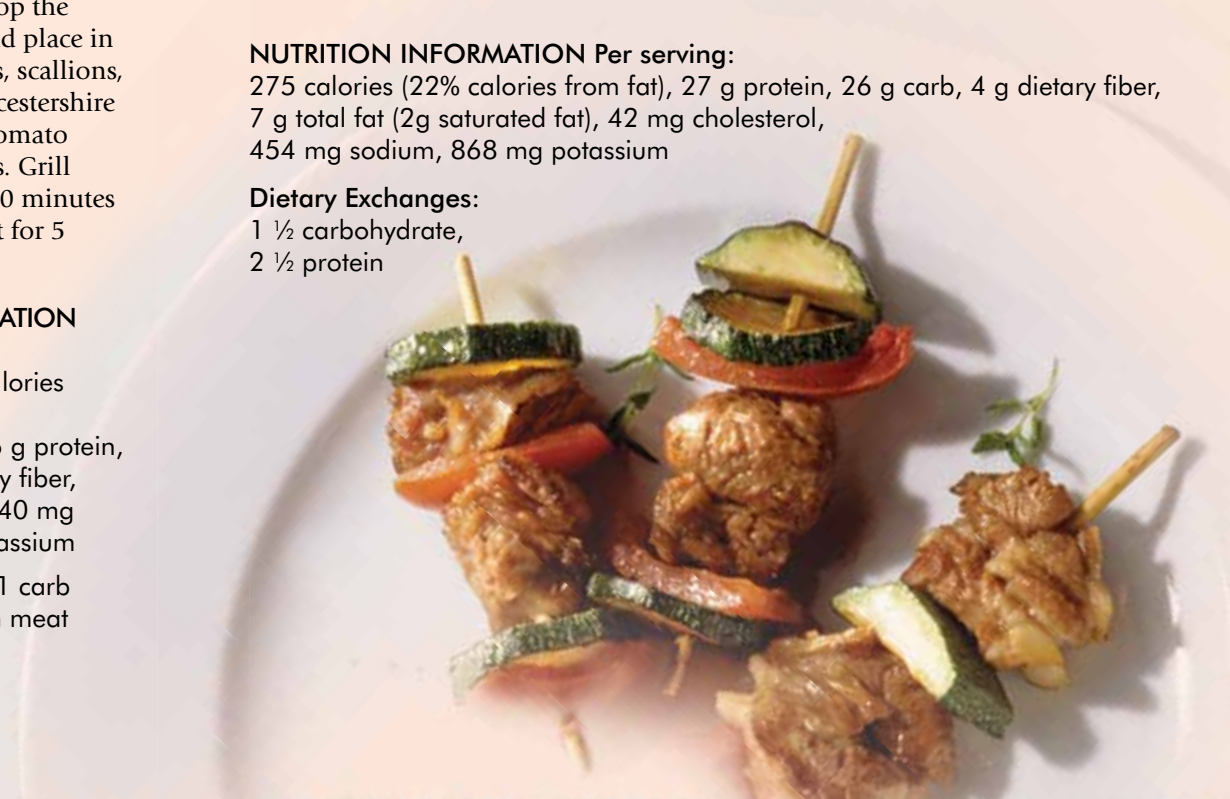 op the
d place in
s, scallions,
cestershire
omato
s. Grill
0 minutes
t for 5
ATION
lories
g protein,
y fiber,
40 mg
assium
1 carb
meat
NUTRITION INFORMATION Per serving:
275 calories (22% calories from fat), 27 g protein, 26 g carb, 4 g dietary fiber,
7 g total fat (2g saturated fat), 42 mg cholesterol,
454 mg sodium, 868 mg potassium
Dietary Exchanges:
1 ½ carbohydrate,
2 ½ protein